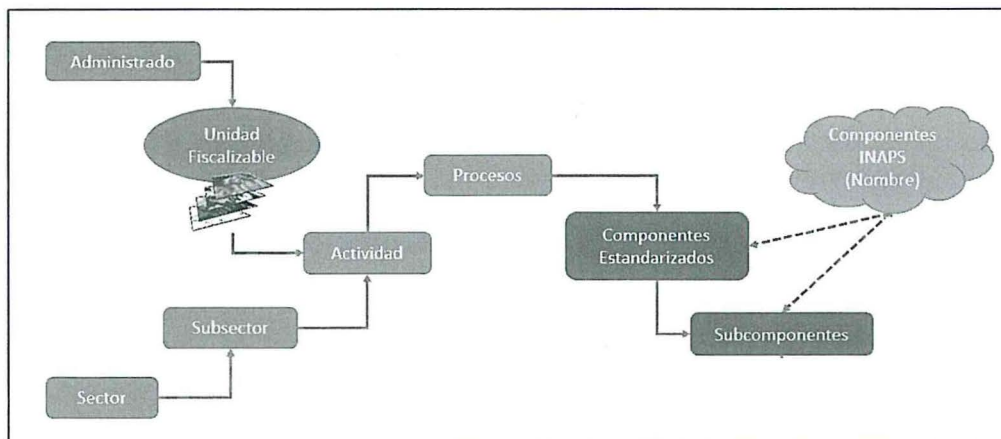 Administrado
Unidad
Fiscalizable
Componentes
INAPS
(Nombre)
Procesos
Componentes
Estandarizados
Actividad
Subsector
Subcomponentes
Sector